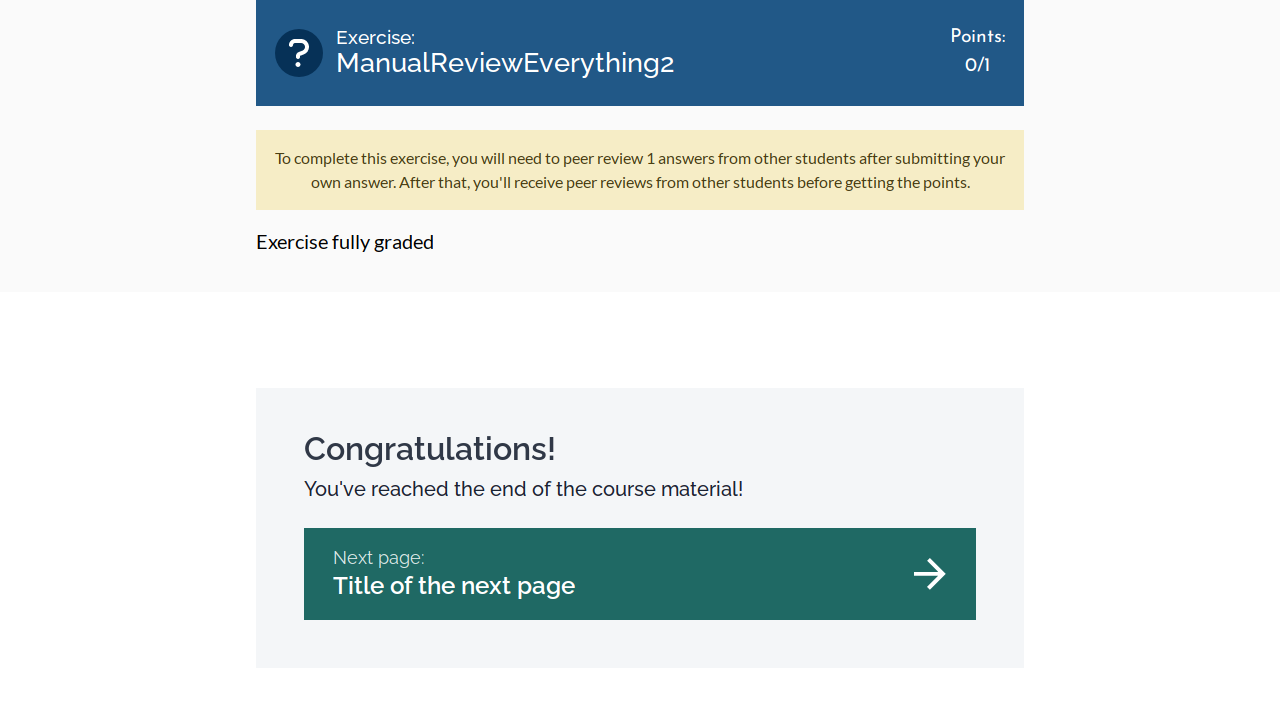 Exercise:
ManualReviewEverything2
Points:
0/1
To complete this exercise, you will need to peer review 1 answers from other students after submitting your
own answer. After that, you'll receive peer reviews from other students before getting the points.
Exercise fully graded
Congratulations!
You've reached the end of the course material!
Next page:
Title of the next page